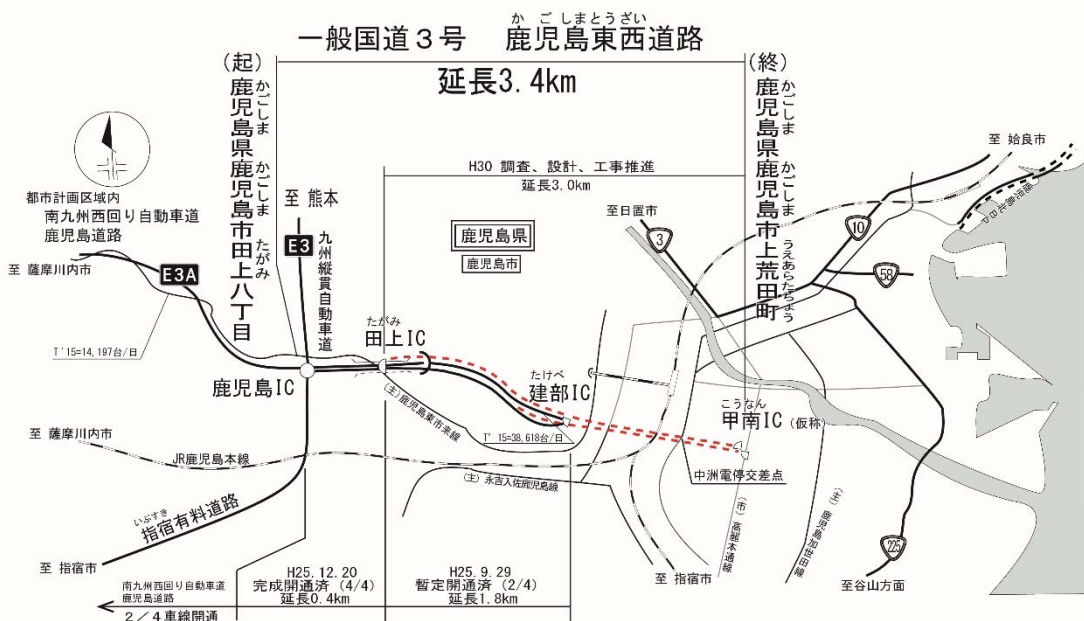 かごしまとうざい
一般国道3号 鹿児島東西道路
延長3.4km
(起)
鹿児島県鹿児島市田上八丁目
かごしま かごしま たがみ
(終)
鹿児島県鹿児島市上荒田町
かごしま かごしま うえあらたちょう
H30 調査、設計、工事推進
延長3.0km
都市計画区域内
南九州西回り自動車道
鹿児島道路
至 薩摩川内市
E3A
T'15=14,197台/日
至 熊本
E3
九州縦貫自動車道
鹿児島県
鹿児島市
至日置市
3
10
58
至 姶良市
鹿児島北BP
鹿児島IC
たがみ
田上IC
たけべ
建部IC
こうなん
甲南IC (仮称)
(主)鹿児島東市来線
T'15=38,618台/日
中洲電停交差点
至 薩摩川内市
JR鹿児島本線
(主) 永吉入佐鹿児島線
いぶすき
指宿有料道路
至 指宿市
(市) 高麗本通線
(主) 鹿児島加世田線
225
至 指宿市
至谷山方面
南九州西回り自動車道
鹿児島道路
2/4車線開通
H25.12.20
完成開通済 (4/4)
延長0.4km
H25.9.29
暫定開通済 (2/4)
延長1.8km